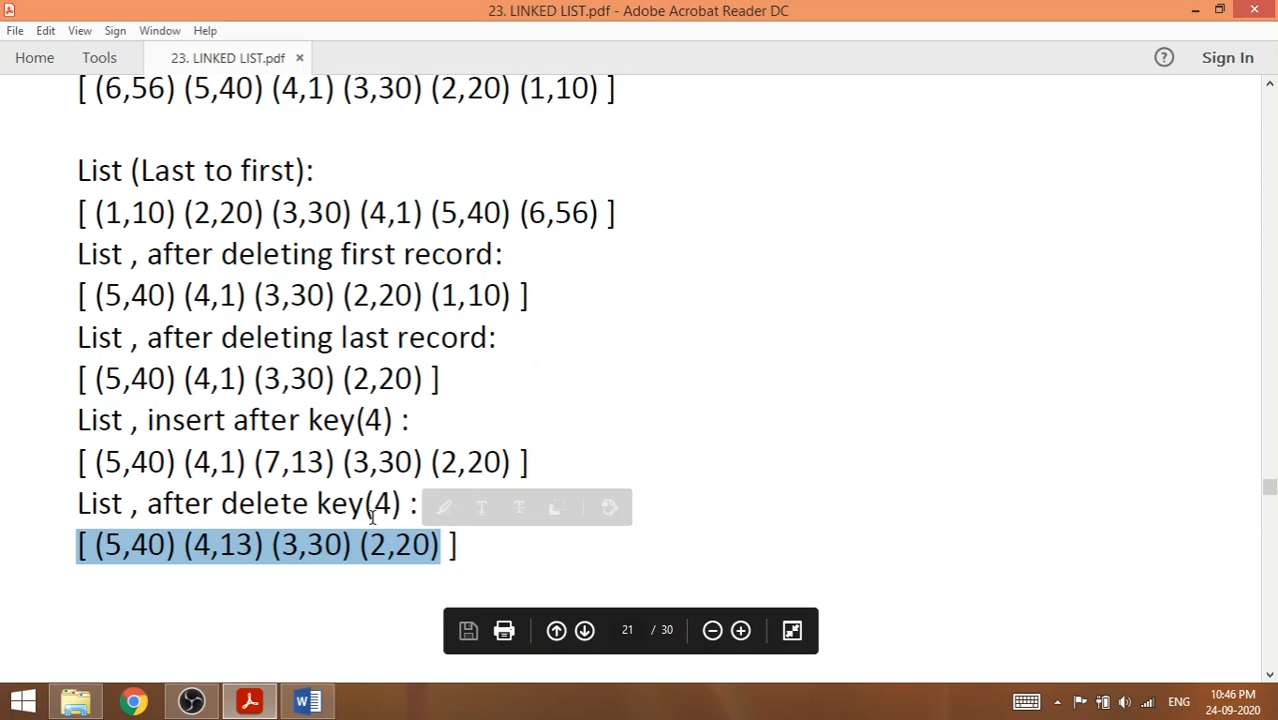 23. LINKED LIST.pdf - Adobe Acrobat Reader DC
File Edit View Sign Window Help
Home Tools 23. LINKED LIST.pdf × ? Sign In
[ (6,56) (5,40) (4,1) (3,30) (2,20) (1,10) ]
List (Last to first):
[ (1,10) (2,20) (3,30) (4,1) (5,40) (6,56) ]
List , after deleting first record:
[ (5,40) (4,1) (3,30) (2,20) (1,10) ]
List , after deleting last record:
[ (5,40) (4,1) (3,30) (2,20) ]
List , insert after key(4) :
[ (5,40) (4,1) (7,13) (3,30) (2,20) ]
List , after delete key(4) :
[ (5,40) (4,13) (3,30) (2,20) ]
21 / 30
ENG 10:46 PM
24-09-2020